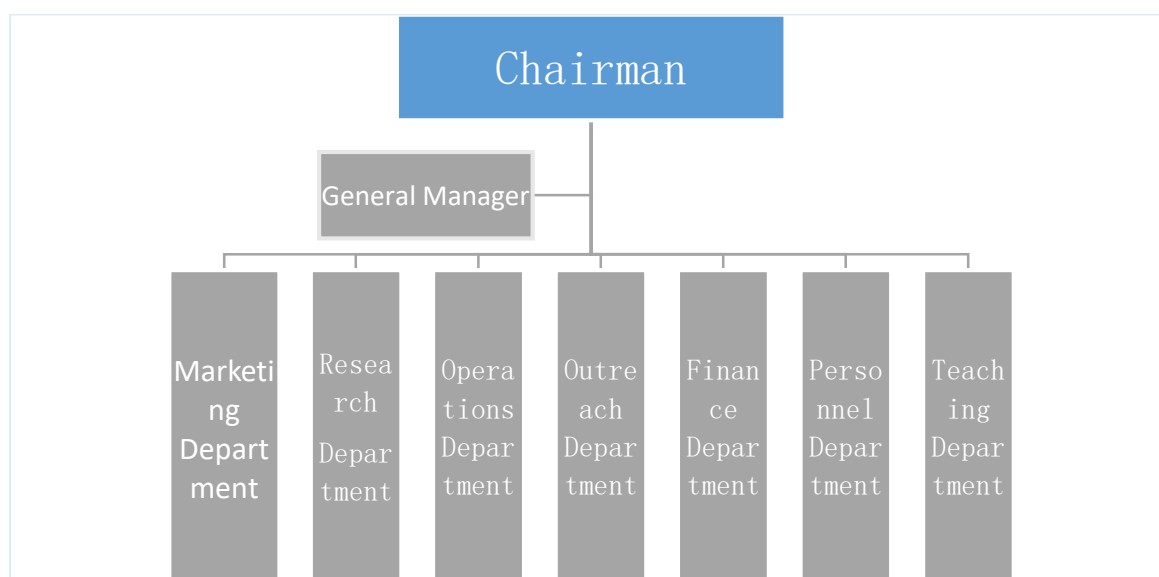 Chairman
General Manager
Marketi
ng
Depart
ment
Resea
rch
Depar
tment
Opera
tions
Depar
tment
Outre
ach
Depar
tment
Finan
ce
Depar
tment
Perso
nnel
Depar
tment
Teach
ing
Depar
tment